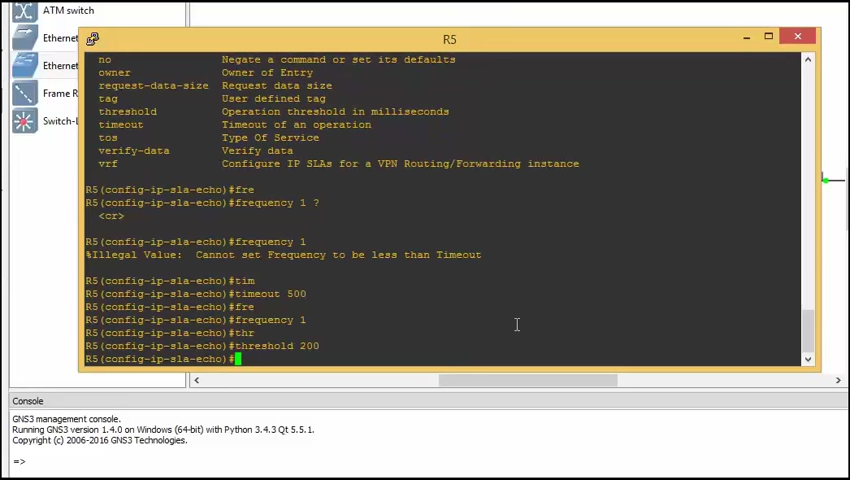 ATM switch
R5
Ethernet
Ethernet
Frame R
Switch-L
no Negate a command or set its defaults
owner Owner of Entry
request-data-size Request data size
tag User defined tag
threshold Operation threshold in milliseconds
timeout Timeout of an operation
tos Type Of Service
verify-data Verify data
vrf Configure IP SLAs for a VPN Routing/Forwarding instance
R5(config-ip-sla-echo)#fre
R5(config-ip-sla-echo)#frequency 1 ?
<cr>
R5(config-ip-sla-echo)#frequency 1
%Illegal Value: Cannot set Frequency to be less than Timeout
R5(config-ip-sla-echo)#tim
R5(config-ip-sla-echo)#timeout 500
R5(config-ip-sla-echo)#fre
R5(config-ip-sla-echo)#frequency 1
R5(config-ip-sla-echo)#thr
R5(config-ip-sla-echo)#threshold 200
R5(config-ip-sla-echo)#
Console
GNS3 management console.
Running GNS3 version 1.4.0 on Windows (64-bit) with Python 3.4.3 Qt 5.5.1.
Copyright (c) 2006-2016 GNS3 Technologies.
=>